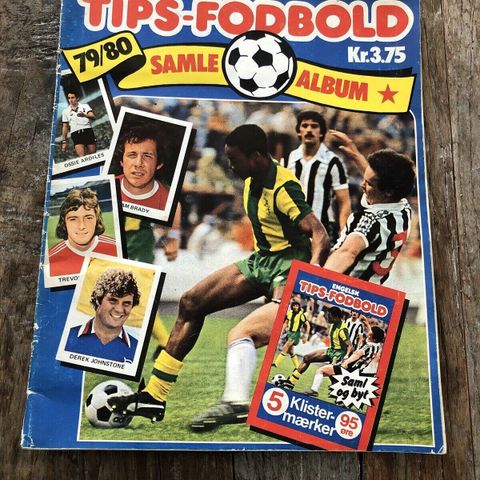 TIPS-FODBOLD
Kr.3.75
79/80
SAMLE
ALBUM
OSSIE ARDILES
AM BRADY
TREVO
DEREK JOHNSTONE
ENGELSK
TIPS-FODBOLD
Saml
og byt
5
Klister-
mærker
95
øre